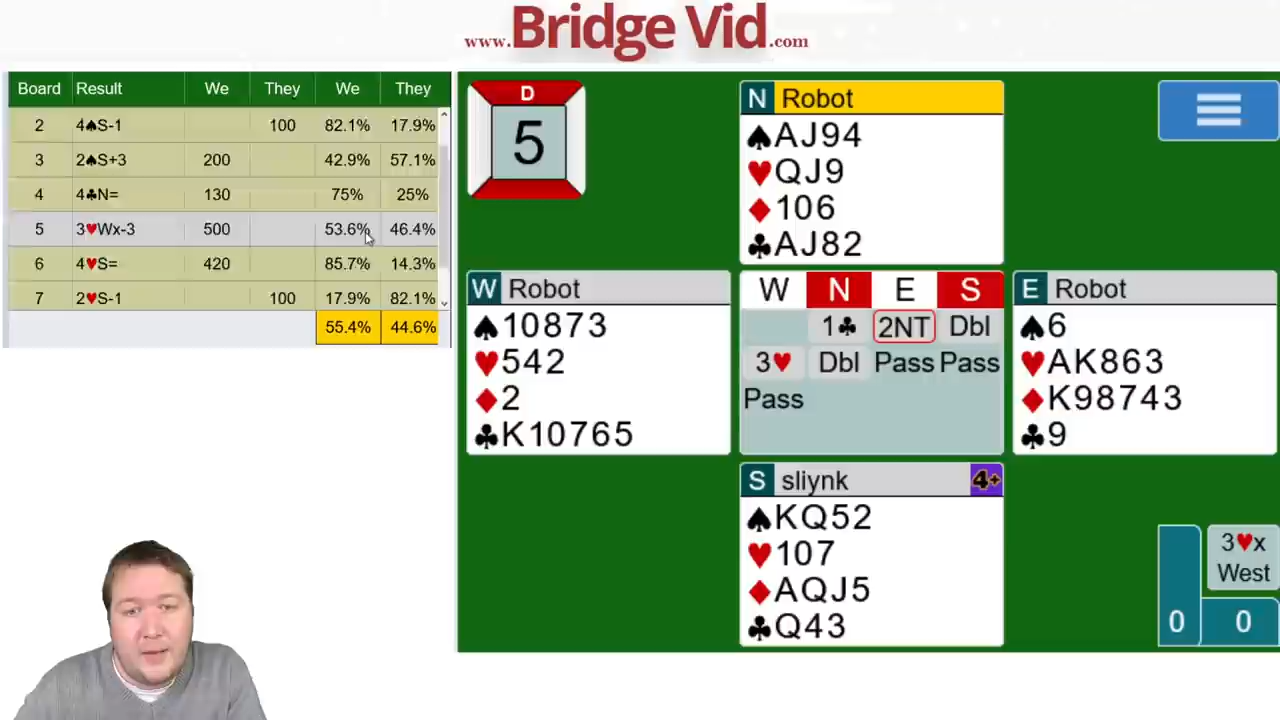 www.Bridge Vid.com
Board Result We They We They
2 4♠S-1 100 82.1% 17.9%
3 2♠S+3 200 42.9% 57.1%
4 4♣N= 130 75% 25%
5 3♥Wx-3 500 53.6% 46.4%
6 4♥S= 420 85.7% 14.3%
7 2♥S-1 100 17.9% 82.1%
55.4% 44.6%
D
5
N Robot
♠AJ94
♥QJ9
♦106
♣AJ82
W Robot
♠10873
♥542
♦2
♣K10765
W N E S
1♣ 2NT Dbl
3♥ Dbl Pass Pass
Pass
E Robot
♠6
♥AK863
♦K98743
♣9
S sliynk 4+
♠KQ52
♥107
♦AQJ5
♣Q43
3♥x
West
0 0